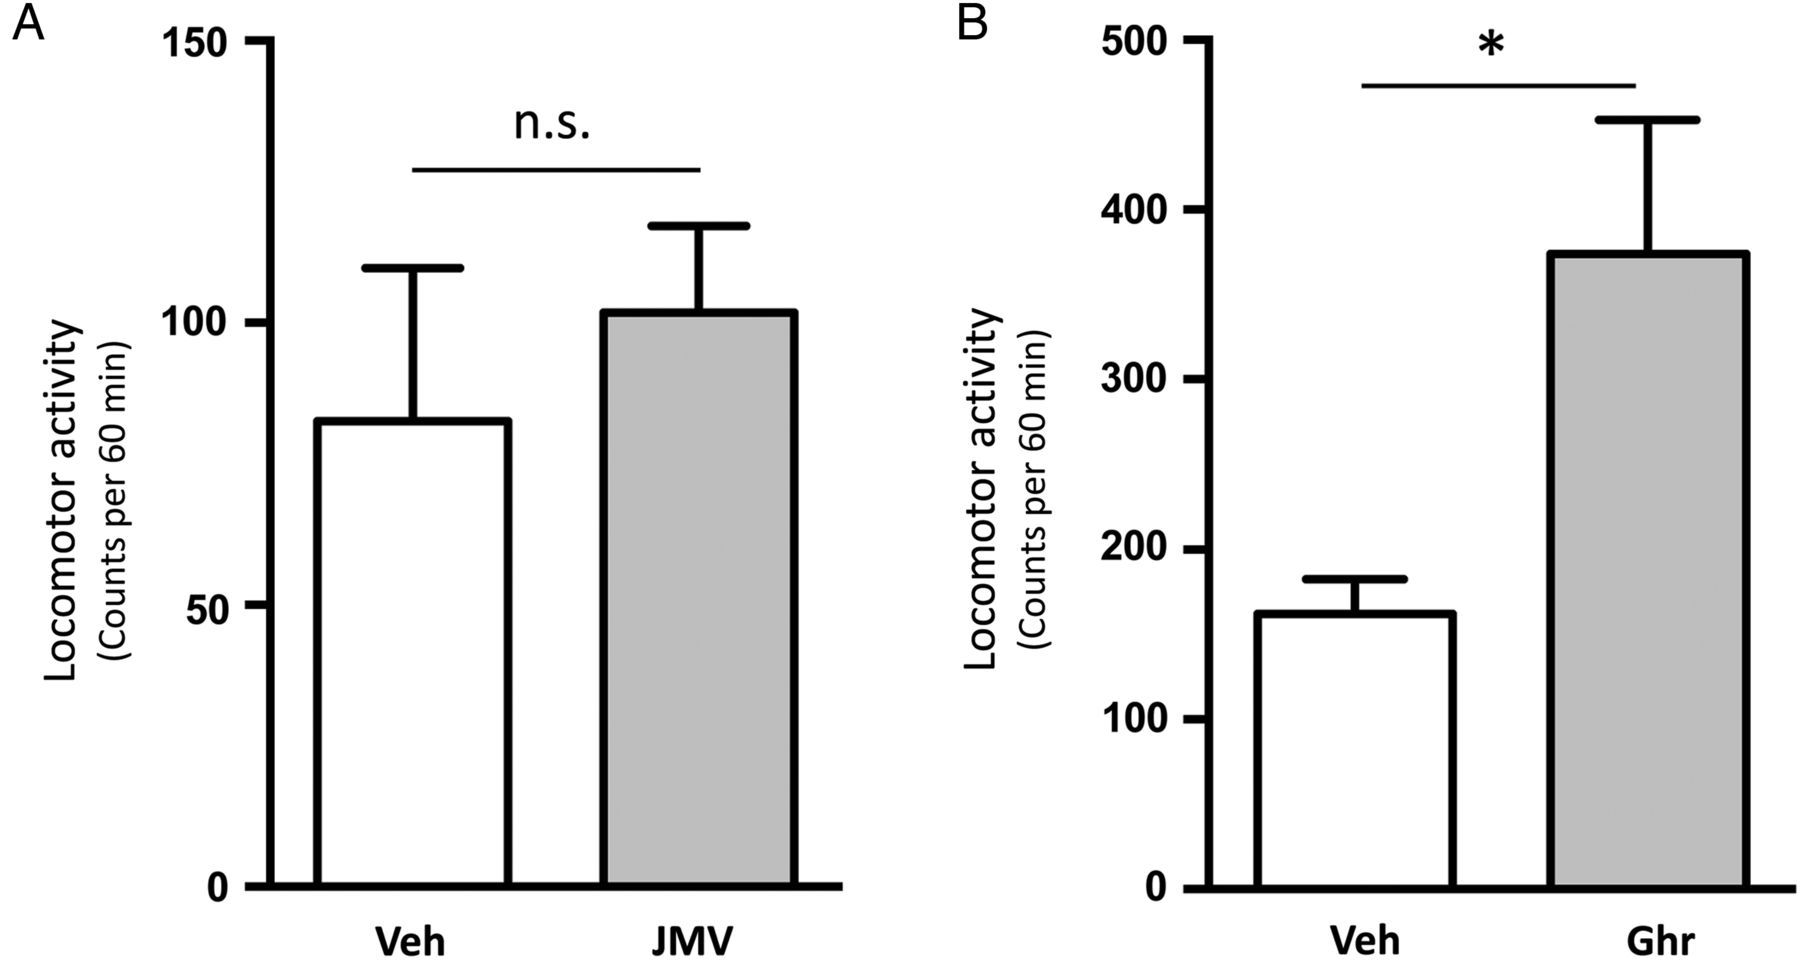 A
150
100
50
0
Locomotor activity
(Counts per 60 min)
n.s.
Veh
JMV
B
500
400
300
200
100
0
Locomotor activity
(Counts per 60 min)
*
Veh
Ghr